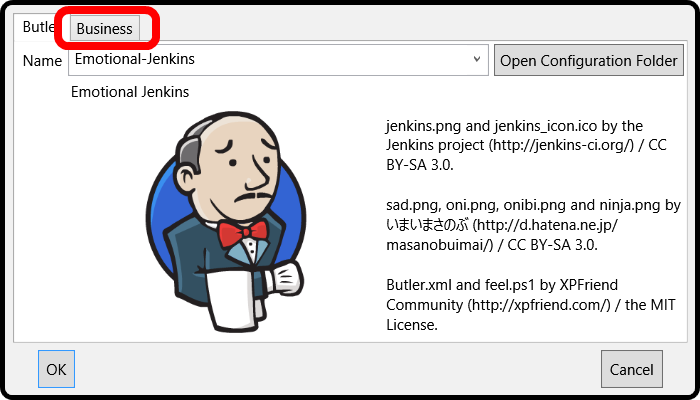 Butle Business
Name Emotional-Jenkins Open Configuration Folder
Emotional Jenkins
jenkins.png and jenkins_icon.ico by the
Jenkins project (http://jenkins-ci.org/) / CC
BY-SA 3.0.
sad.png, oni.png, onibi.png and ninja.png by
いまいまさのぶ (http://d.hatena.ne.jp/
masanobuimai/) / CC BY-SA 3.0.
Butler.xml and feel.ps1 by XPFriend
Community (http://xpfriend.com/) / the MIT
License.
OK Cancel